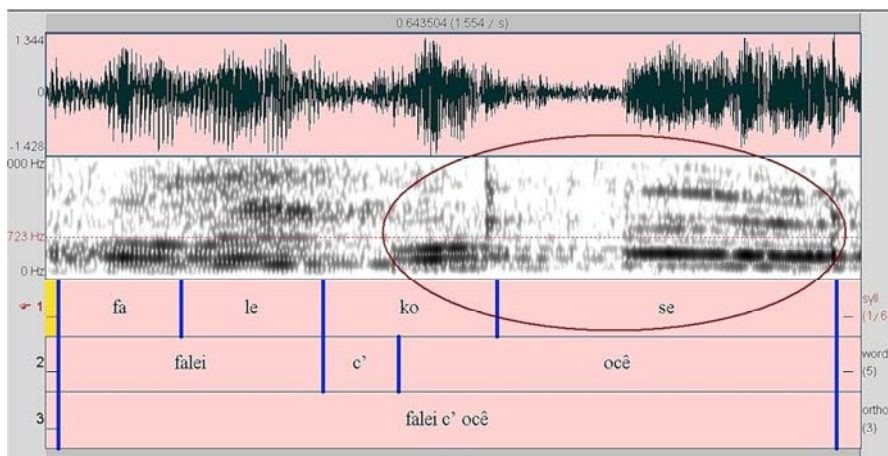 0.643504 (1.554 / s)
1.344
0
-1.428
000 Hz
723 Hz
0 Hz
1 fa le ko se syll
(1/6
2 falei c' ocê word
(5)
3 falei c' ocê ortho
(3)